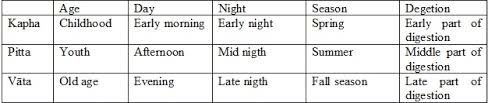 Age Day Night Season Degetion
Kapha Childhood Early morning Early night Spring Early part of
digestion
Pitta Youth Afternoon Mid nigth Summer Middle part of
digestion
Vāta Old age Evening Late nigth Fall season Late part of
digestion